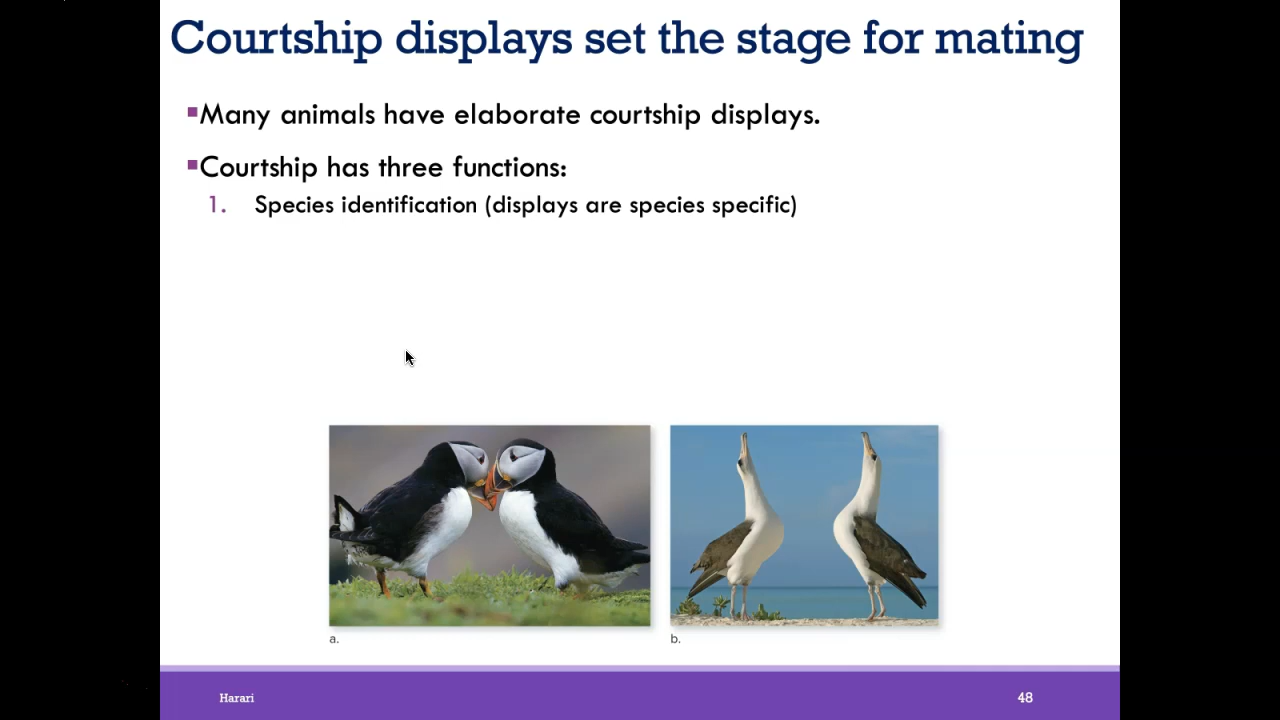 Courtship displays set the stage for mating
▪Many animals have elaborate courtship displays.
▪Courtship has three functions:
1. Species identification (displays are species specific)
a.
b.
Harari
48